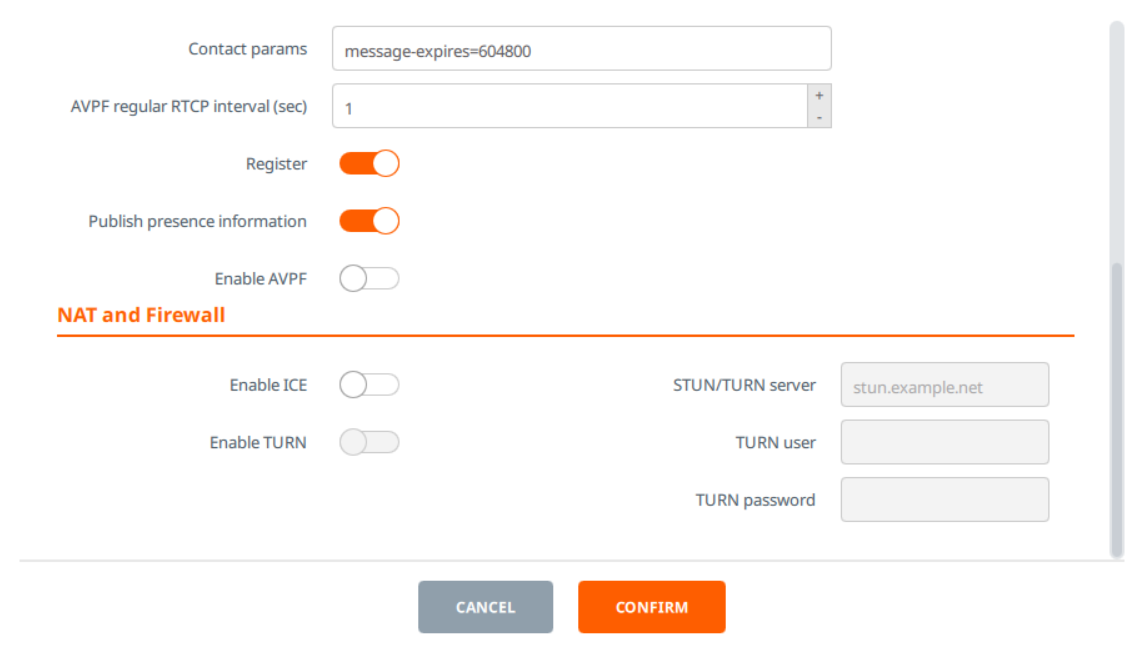 Contact params message-expires=604800
AVPF regular RTCP interval (sec) 1 + -
Register
Publish presence information
Enable AVPF
NAT and Firewall
Enable ICE STUN/TURN server stun.example.net
Enable TURN TURN user
TURN password
CANCEL CONFIRM